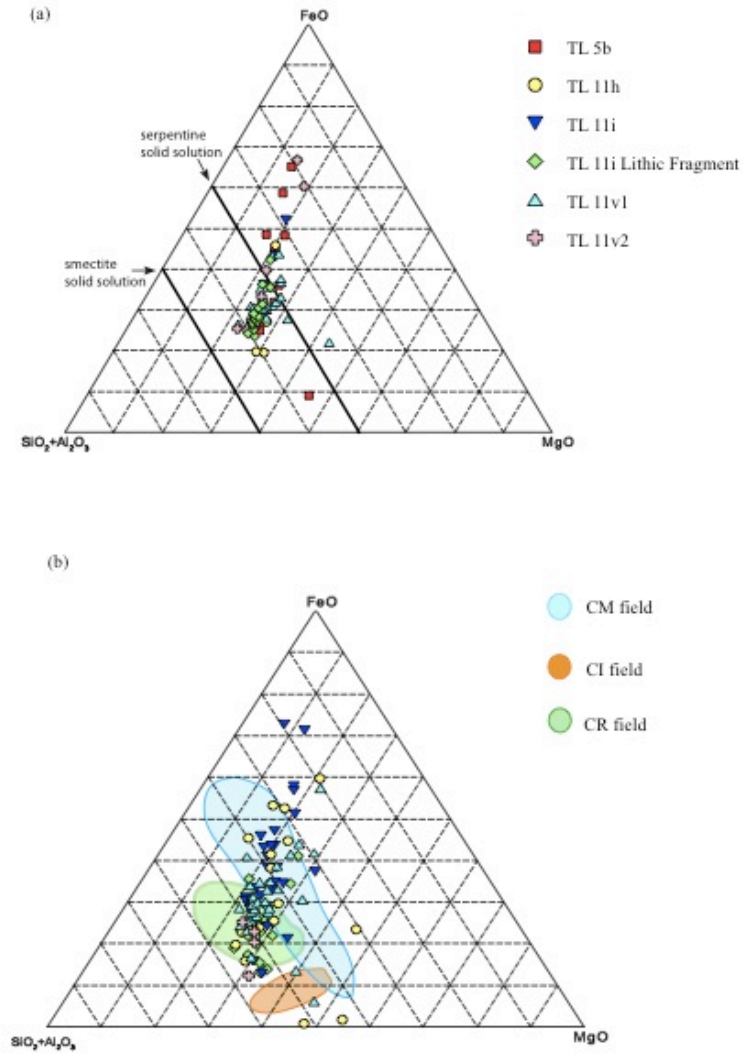 (a)
FeO
TL 5b
TL 11h
TL 11i
TL 11i Lithic Fragment
TL 11v1
TL 11v2
serpentine
solid solution
smectite
solid solution
SiO₂+Al₂O₃
MgO
(b)
FeO
CM field
CI field
CR field
SiO₂+Al₂O₃
MgO